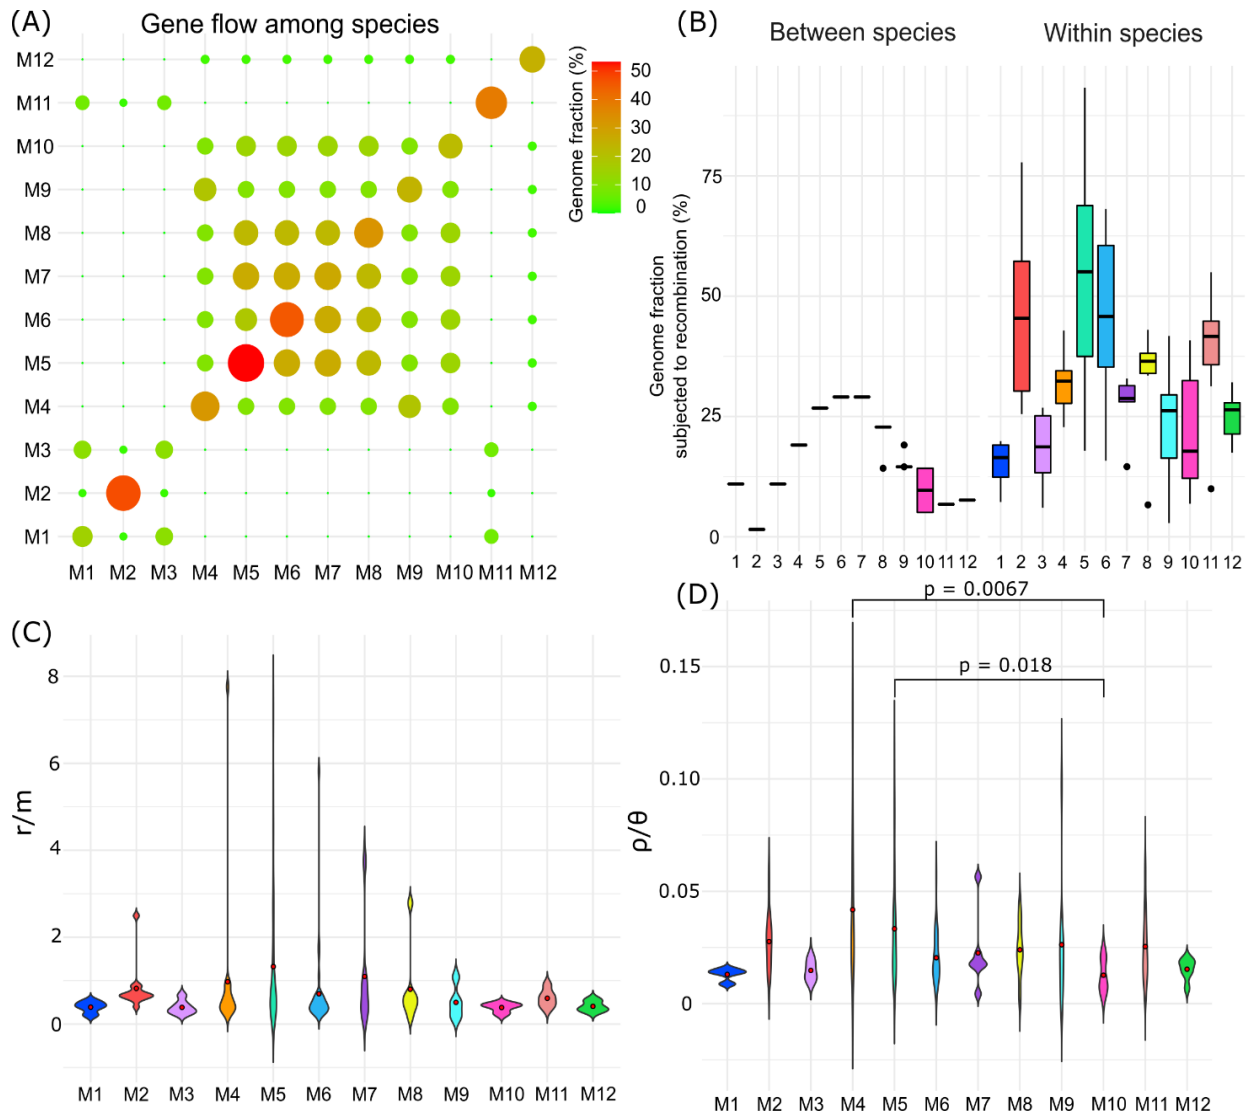 (A)
Gene flow among species
M12
M11
M10
M9
M8
M7
M6
M5
M4
M3
M2
M1
M1 M2 M3 M4 M5 M6 M7 M8 M9 M10 M11 M12
Genome fraction (%)
50
40
30
20
10
0
(B)
Between species
Within species
Genome fraction
subjected to recombination (%)
75
50
25
0
1 2 3 4 5 6 7 8 9 10 11 12
1 2 3 4 5 6 7 8 9 10 11 12
(C)
r/m
8
6
4
2
0
M1 M2 M3 M4 M5 M6 M7 M8 M9 M10 M11 M12
(D)
p = 0.0067
p = 0.018
ρ/θ
0.15
0.10
0.05
0
M1 M2 M3 M4 M5 M6 M7 M8 M9 M10 M11 M12